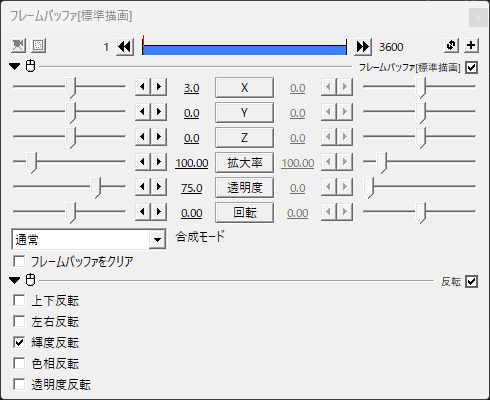 フレームバッファ[標準描画]
1 3600
フレームバッファ[標準描画]
3.0 X 0.0
0.0 Y 0.0
0.0 Z 0.0
100.00 拡大率 100.00
75.0 透明度 0.0
0.00 回転 0.00
通常 合成モード
フレームバッファをクリア
反転
上下反転
左右反転
輝度反転
色相反転
透明度反転